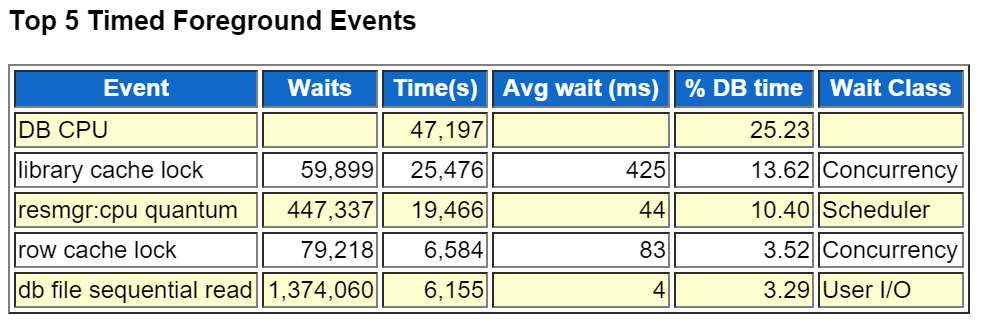 Top 5 Timed Foreground Events
Event Waits Time(s) Avg wait (ms) % DB time Wait Class
DB CPU 47,197 25.23
library cache lock 59,899 25,476 425 13.62 Concurrency
resmgr:cpu quantum 447,337 19,466 44 10.40 Scheduler
row cache lock 79,218 6,584 83 3.52 Concurrency
db file sequential read 1,374,060 6,155 4 3.29 User I/O